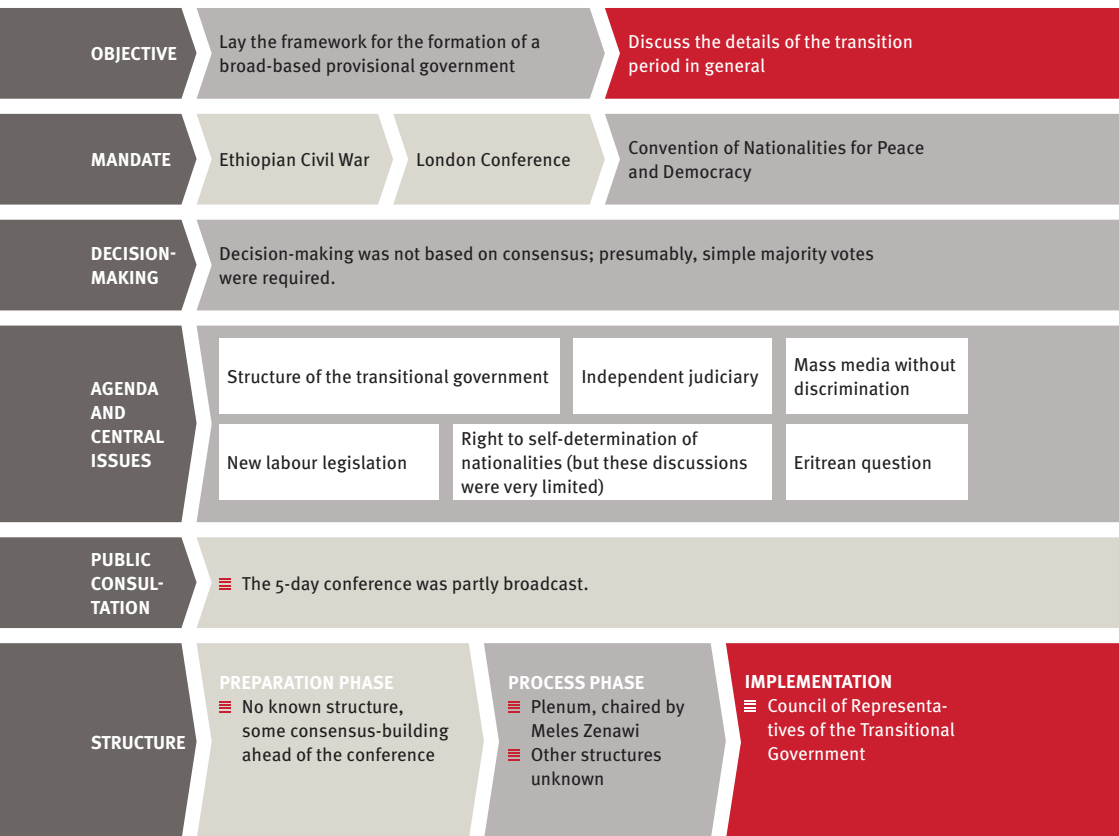 OBJECTIVE
Lay the framework for the formation of a
broad-based provisional government
Discuss the details of the transition
period in general
MANDATE
Ethiopian Civil War
London Conference
Convention of Nationalities for Peace
and Democracy
DECISION-
MAKING
Decision-making was not based on consensus; presumably, simple majority votes
were required.
AGENDA
AND
CENTRAL
ISSUES
Structure of the transitional government
Independent judiciary
Mass media without
discrimination
New labour legislation
Right to self-determination of
nationalities (but these discussions
were very limited)
Eritrean question
PUBLIC
CONSUL-
TATION
The 5-day conference was partly broadcast.
STRUCTURE
PREPARATION PHASE
No known structure,
some consensus-building
ahead of the conference
PROCESS PHASE
Plenum, chaired by
Meles Zenawi
Other structures
unknown
IMPLEMENTATION
Council of Representa-
tives of the Transitional
Government